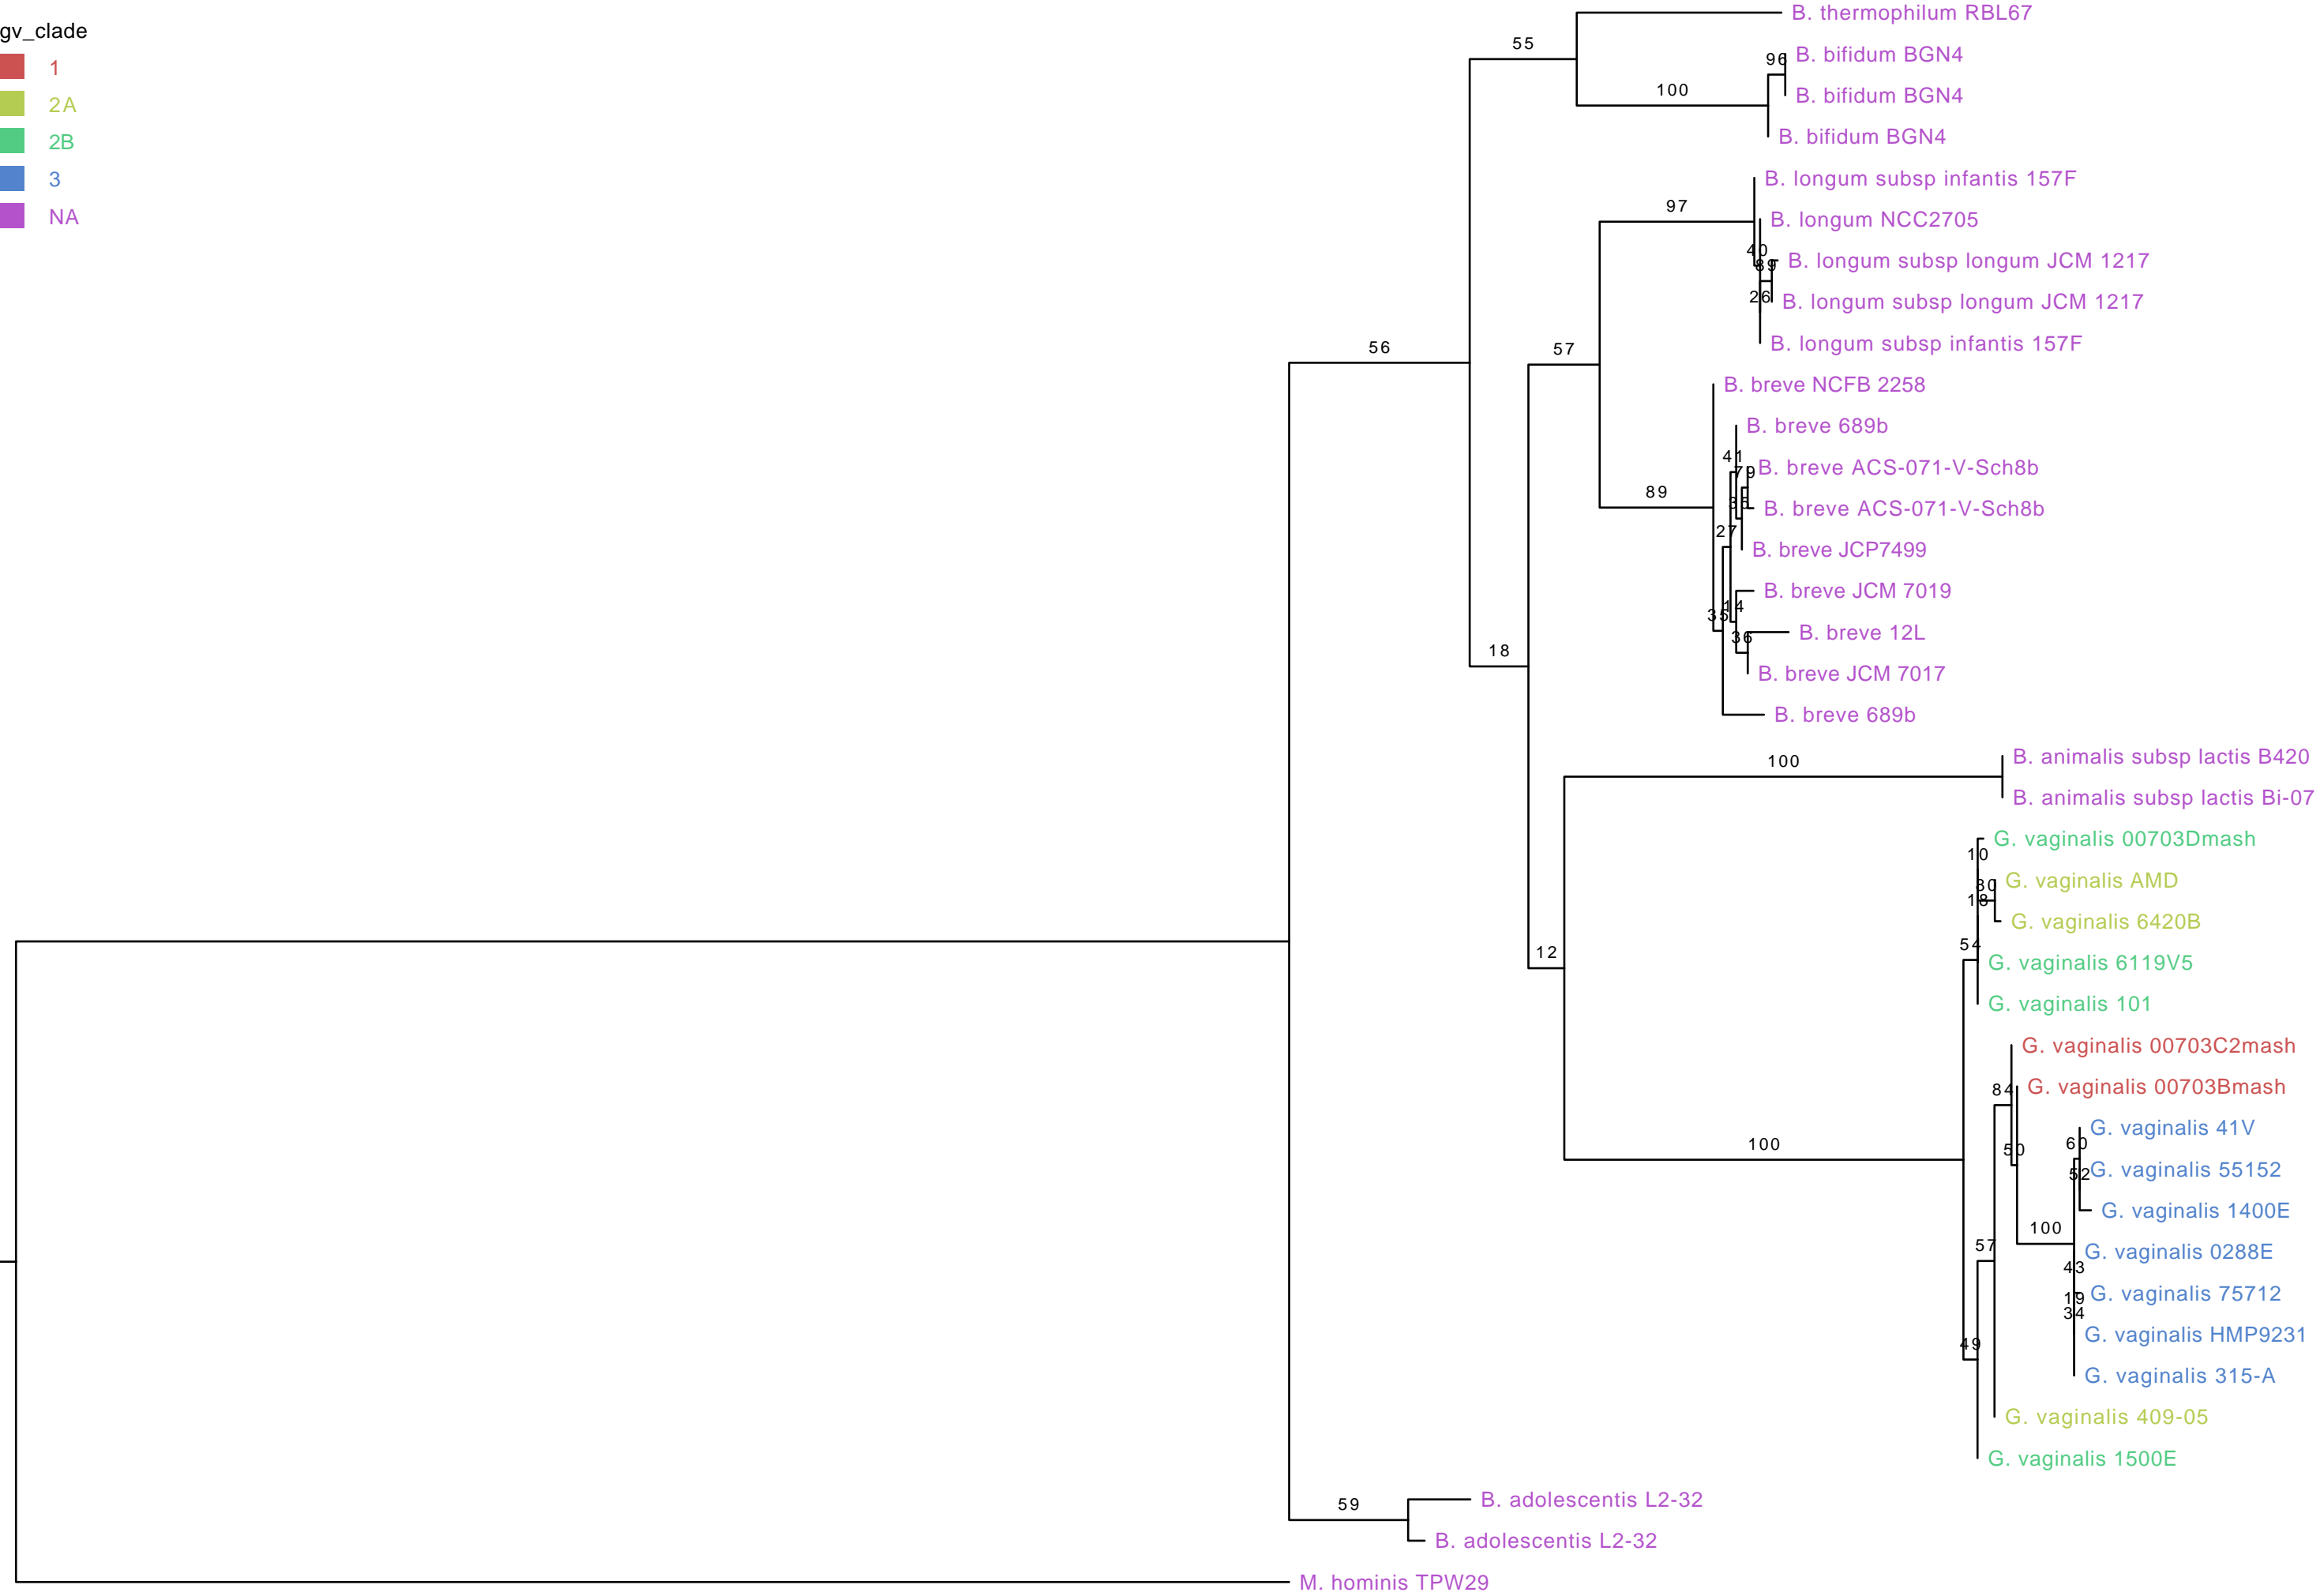 gv_clade
1
2A
2B
3
NA
B. thermophilum RBL67
55
B. bifidum BGN4
96
100
B. bifidum BGN4
B. bifidum BGN4
B. longum subsp infantis 157F
97
B. longum NCC2705
40
B. longum subsp longum JCM 1217
89
26
B. longum subsp longum JCM 1217
56
57
B. longum subsp infantis 157F
B. breve NCFB 2258
B. breve 689b
41
B. breve ACS-071-V-Sch8b
79
89
B. breve ACS-071-V-Sch8b
27
B. breve JCP7499
B. breve JCM 7019
14
35
B. breve 12L
36
18
B. breve JCM 7017
B. breve 689b
100
B. animalis subsp lactis B420
B. animalis subsp lactis Bi-07
G. vaginalis 00703Dmash
10
G. vaginalis AMD
18
G. vaginalis 6420B
54
12
G. vaginalis 6119V5
G. vaginalis 101
G. vaginalis 00703C2mash
84
G. vaginalis 00703Bmash
G. vaginalis 41V
60
100
50
G. vaginalis 55152
52
G. vaginalis 1400E
100
57
G. vaginalis 0288E
43
G. vaginalis 75712
19
34
G. vaginalis HMP9231
49
G. vaginalis 315-A
G. vaginalis 409-05
G. vaginalis 1500E
59
B. adolescentis L2-32
B. adolescentis L2-32
M. hominis TPW29